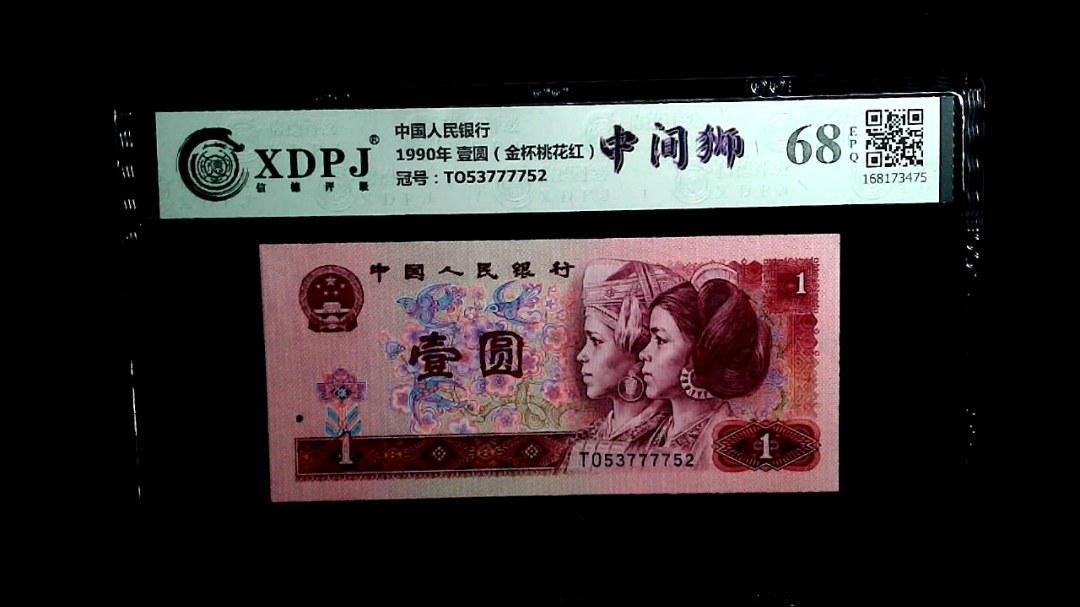 XDPJ®
信德评级
中国人民银行
1990年 壹圆（金杯桃花红）
冠号：TO53777752
中间狮
68
EPQ
168173475
中国人民银行
1
壹圆
1
TO53777752
1